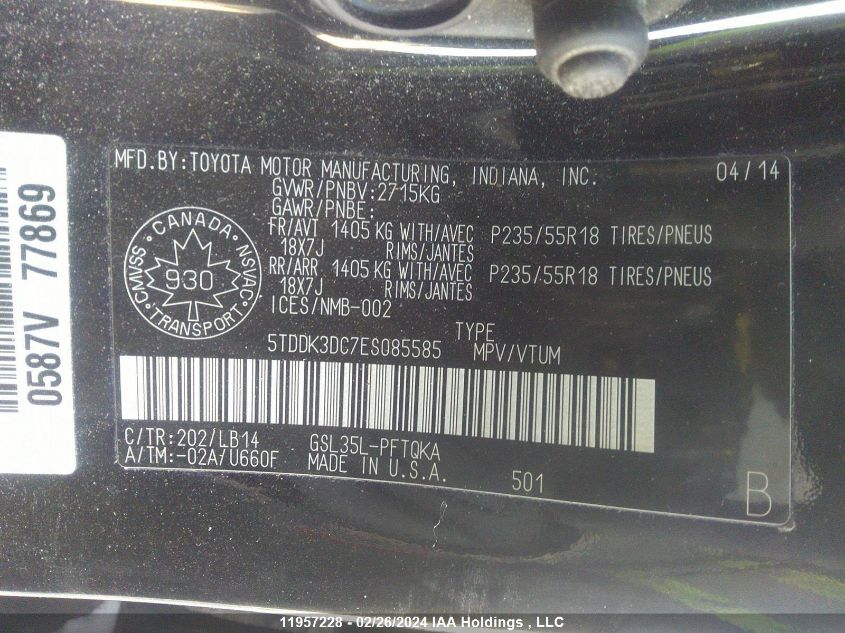 MFD.BY:TOYOTA MOTOR MANUFACTURING, INDIANA, INC. 04/14
GVWR/PNBV:2715KG
GAWR/PNBE:
FR/AVT 1405 KG WITH/AVEC P235/55R18 TIRES/PNEUS
18X7J RIMS/JANTES
RR/ARR 1405 KG WITH/AVEC P235/55R18 TIRES/PNEUS
18X7J RIMS/JANTES
ICES/NMB-002
CANADA
CMVSS 930 NSVAC
TRANSPORT
TYPE
5TDDK3DC7ES085585 MPV/VTUM
C/TR:202/LB14 GSL35L-PFTQKA
A/TM:-02A/U660F MADE IN U.S.A.
501
B
0587V 77869
11957228 - 02/26/2024 IAA Holdings , LLC